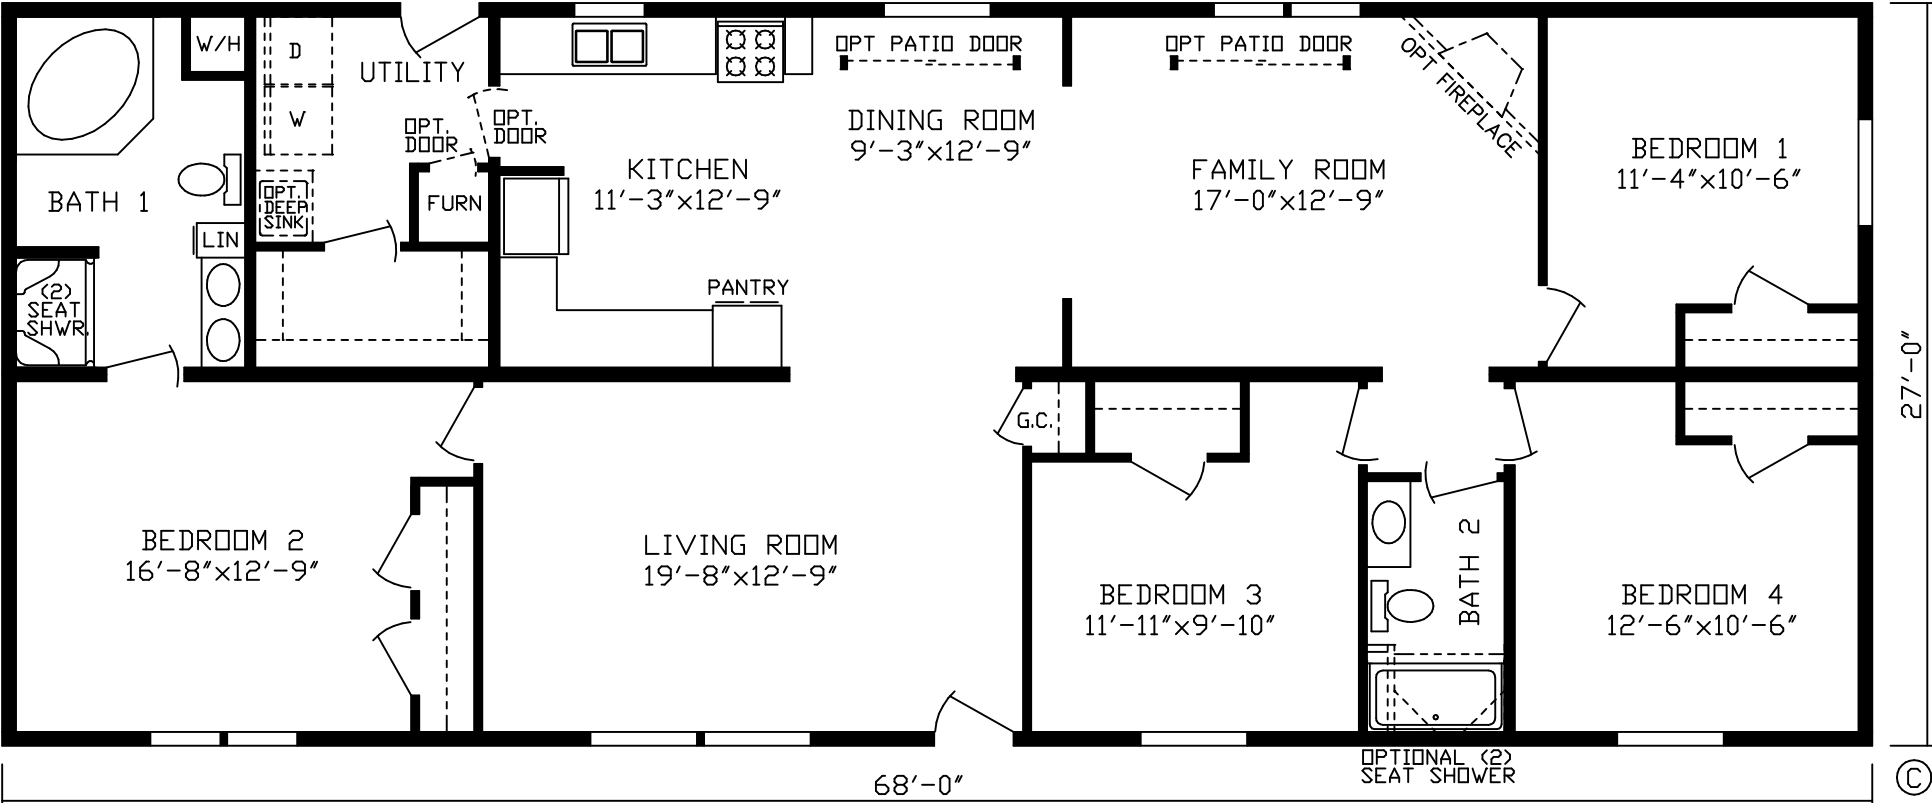 W/H
D
UTILITY
W
OPT.
DOOR
OPT.
DOOR
OPT PATIO DOOR
OPT PATIO DOOR
OPT FIREPLACE
DINING ROOM
9'-3"x12'-9"
KITCHEN
11'-3"x12'-9"
FAMILY ROOM
17'-0"x12'-9"
BEDROOM 1
11'-4"x10'-6"
BATH 1
OPT.
DEEP
SINK
FURN
LIN
(2)
SEAT
SHWR.
PANTRY
27'-0"
G.C.
BEDROOM 2
16'-8"x12'-9"
LIVING ROOM
19'-8"x12'-9"
BEDROOM 3
11'-11"x9'-10"
BATH 2
BEDROOM 4
12'-6"x10'-6"
OPTIONAL (2)
SEAT SHOWER
68'-0"
©